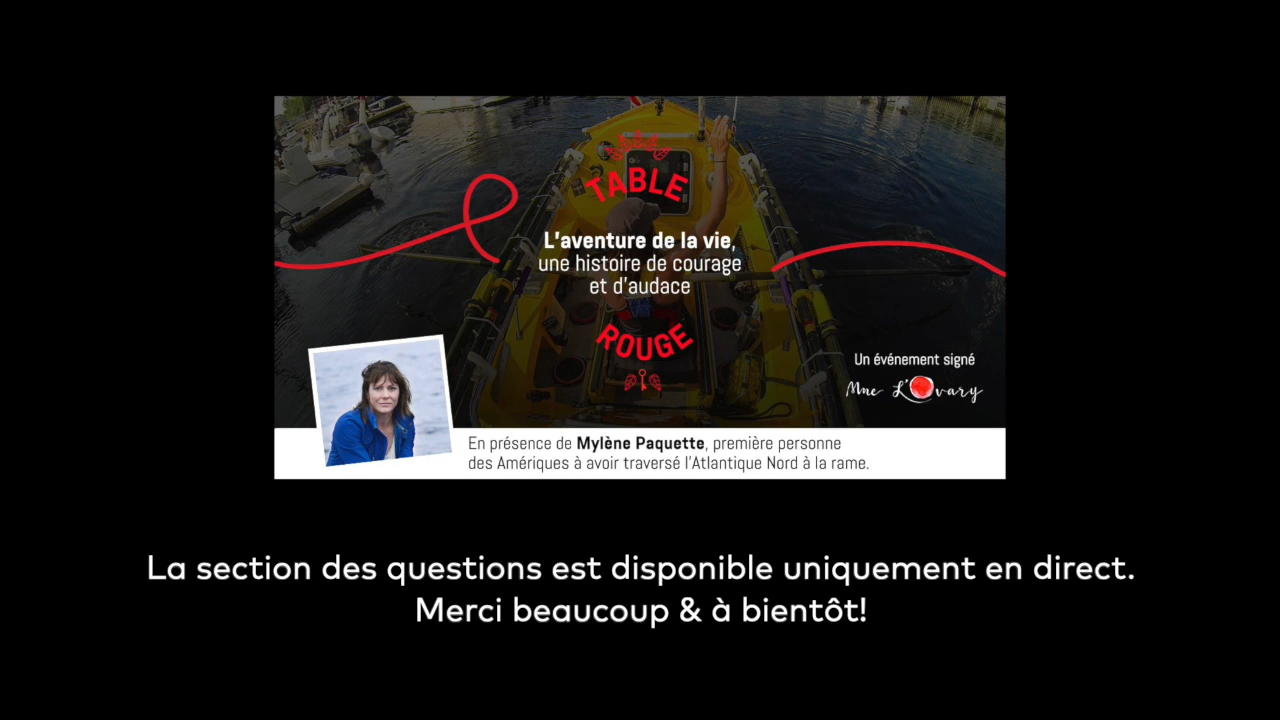 TABLE
L'aventure de la vie,
une histoire de courage
et d'audace
ROUGE
Un événement signé
Mme L'Ovary
En présence de Mylène Paquette, première personne
des Amériques à avoir traversé l'Atlantique Nord à la rame.
La section des questions est disponible uniquement en direct.
Merci beaucoup & à bientôt!